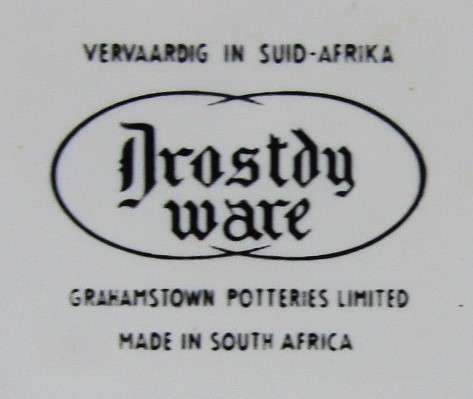 VERVAARDIG IN SUID-AFRIKA
Drostdy
ware
GRAHAMSTOWN POTTERIES LIMITED
MADE IN SOUTH AFRICA